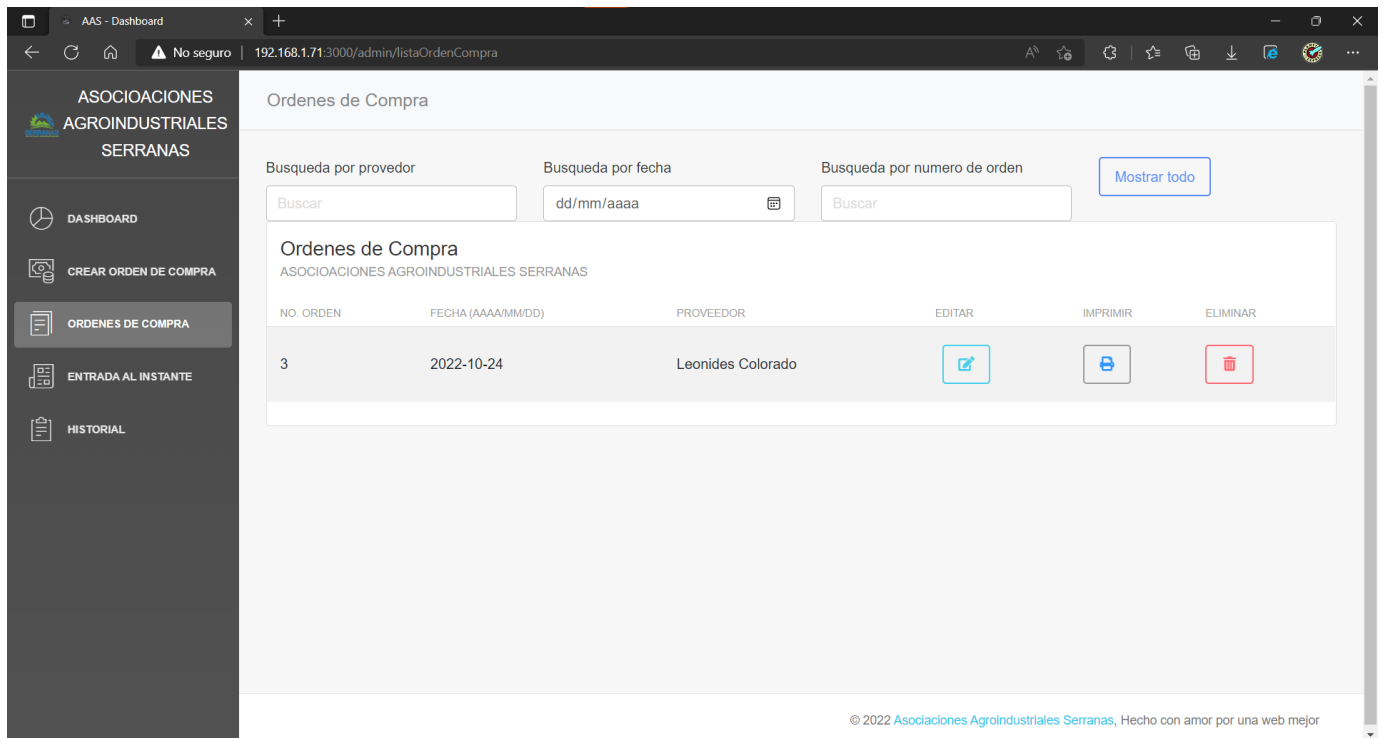 AAS - Dashboard
No seguro
192.168.1.71:3000/admin/listaOrdenCompra
ASOCIOACIONES
AGROINDUSTRIALES
SERRANAS
SERRANAS
DASHBOARD
CREAR ORDEN DE COMPRA
ORDENES DE COMPRA
ENTRADA AL INSTANTE
HISTORIAL
Ordenes de Compra
Busqueda por provedor
Busqueda por fecha
Busqueda por numero de orden
Mostrar todo
Buscar
dd/mm/aaaa
Buscar
Ordenes de Compra
ASOCIOACIONES AGROINDUSTRIALES SERRANAS
NO. ORDEN FECHA (AAAA/MM/DD) PROVEEDOR EDITAR IMPRIMIR ELIMINAR
3 2022-10-24 Leonides Colorado
© 2022 Asociaciones Agroindustriales Serranas, Hecho con amor por una web mejor